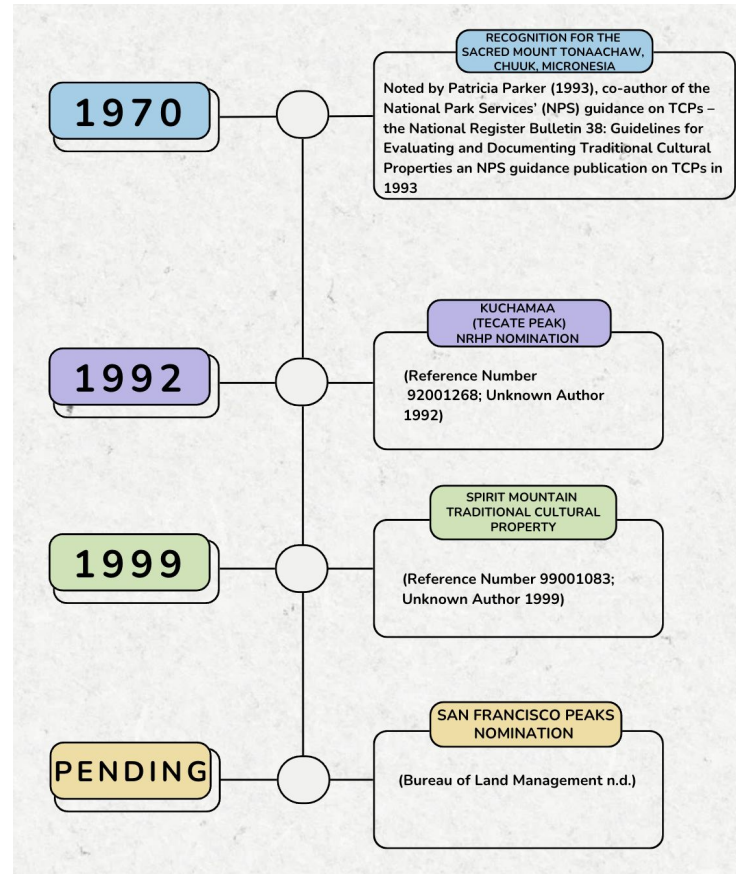 1970
RECOGNITION FOR THE
SACRED MOUNT TONAACHAW,
CHUUK, MICRONESIA
Noted by Patricia Parker (1993), co-author of the
National Park Services’ (NPS) guidance on TCPs –
the National Register Bulletin 38: Guidelines for
Evaluating and Documenting Traditional Cultural
Properties an NPS guidance publication on TCPs in
1993
1992
KUCHAMAA
(TECATE PEAK)
NRHP NOMINATION
(Reference Number
92001268; Unknown Author
1992)
1999
SPIRIT MOUNTAIN
TRADITIONAL CULTURAL
PROPERTY
(Reference Number 99001083;
Unknown Author 1999)
PENDING
SAN FRANCISCO PEAKS
NOMINATION
(Bureau of Land Management n.d.)